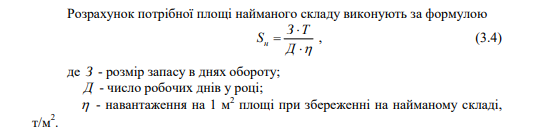 Розрахунок потрібної площі найманого складу виконують за формулою
S_н = (З · Т) / (Д · η) , (3.4)
де З - розмір запасу в днях обороту;
Д - число робочих днів у році;
η - навантаження на 1 м² площі при збереженні на найманому складі,
т/м².